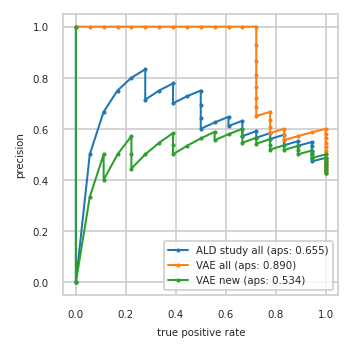 1.0
0.8
0.6
0.4
0.2
0.0
precision
ALD study all (aps: 0.655)
VAE all (aps: 0.890)
VAE new (aps: 0.534)
0.0 0.2 0.4 0.6 0.8 1.0
true positive rate